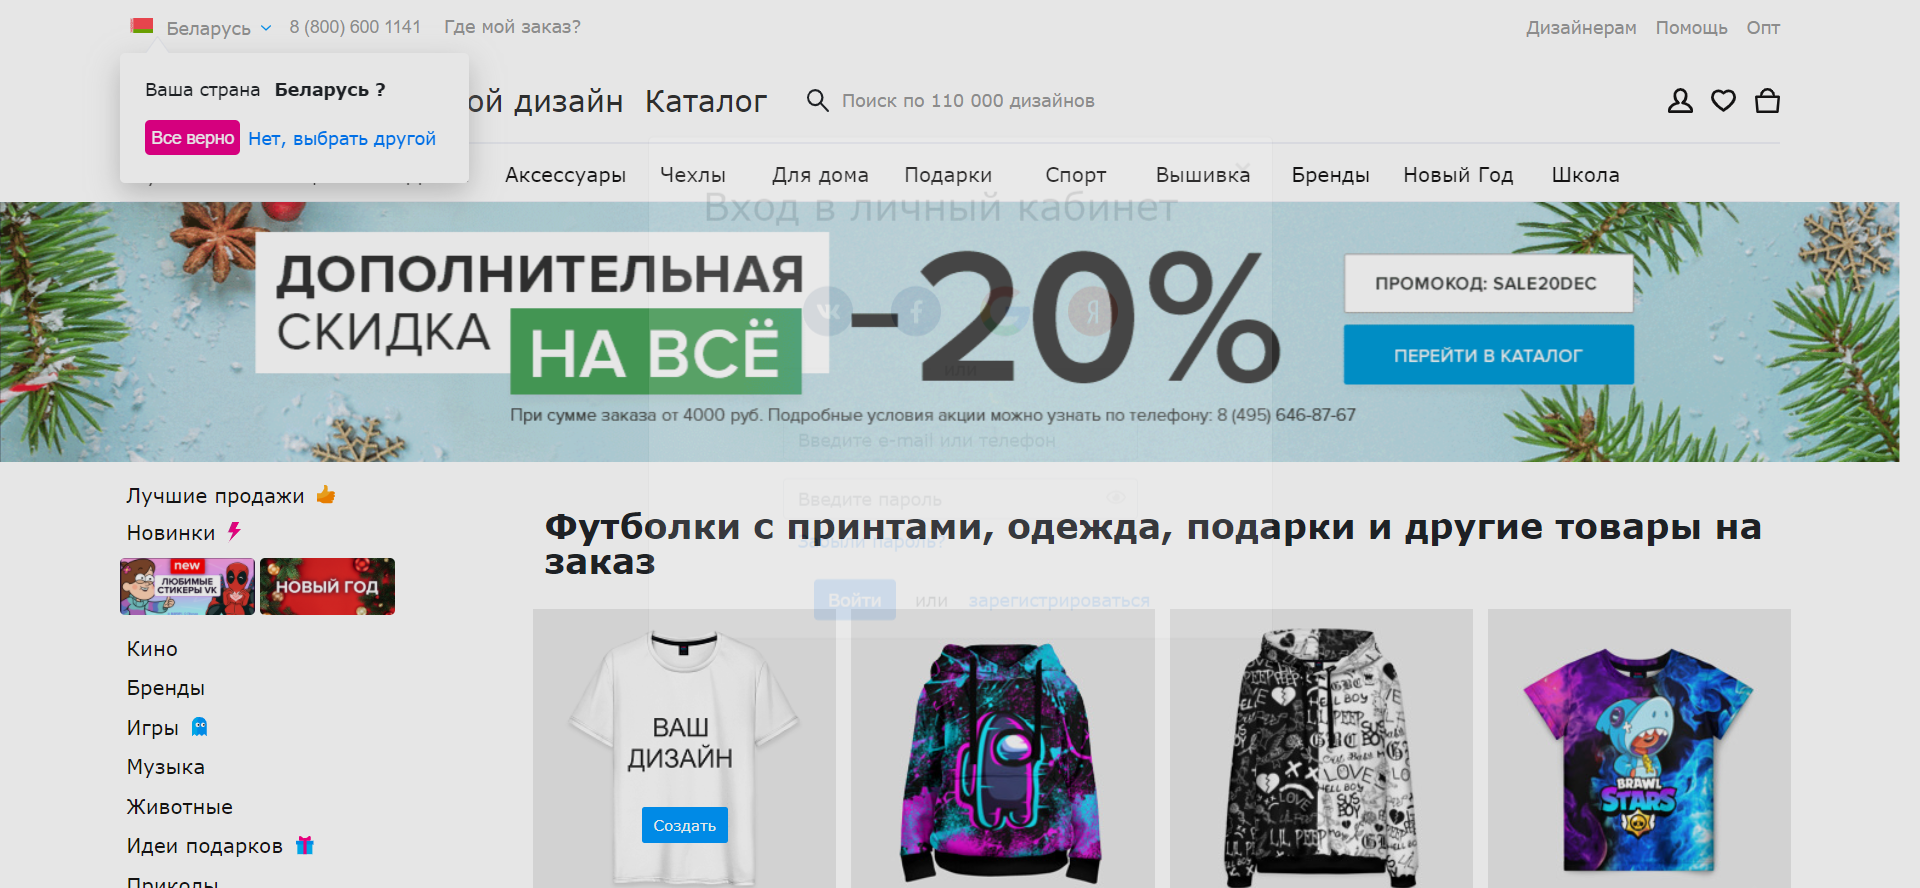 Беларусь
8 (800) 600 1141
Где мой заказ?
Дизайнерам
Помощь
Опт
Ваша страна Беларусь ?
Все верно
Нет, выбрать другой
ой дизайн
Каталог
Поиск по 110 000 дизайнов
Аксессуары
Чехлы
Для дома
Подарки
Спорт
Вышивка
Бренды
Новый Год
Школа
Вход в личный кабинет
ДОПОЛНИТЕЛЬНАЯ
СКИДКА
НА ВСЁ
-20%
ПРОМОКОД: SALE20DEC
ПЕРЕЙТИ В КАТАЛОГ
или
При сумме заказа от 4000 руб. Подробные условия акции можно узнать по телефону: 8 (495) 646-87-67
Введите e-mail или телефон
Введите пароль
Забыли пароль?
Войти
или
зарегистрироваться
Лучшие продажи
Новинки
new
ЛЮБИМЫЕ
СТИКЕРЫ VK
НОВЫЙ ГОД
Кино
Бренды
Игры
Музыка
Животные
Идеи подарков
Приколы
Футболки с принтами, одежда, подарки и другие товары на
заказ
ВАШ
ДИЗАЙН
Создать
LOVE
SUS
BOY
LIL PEEP
BRAWL
STARS